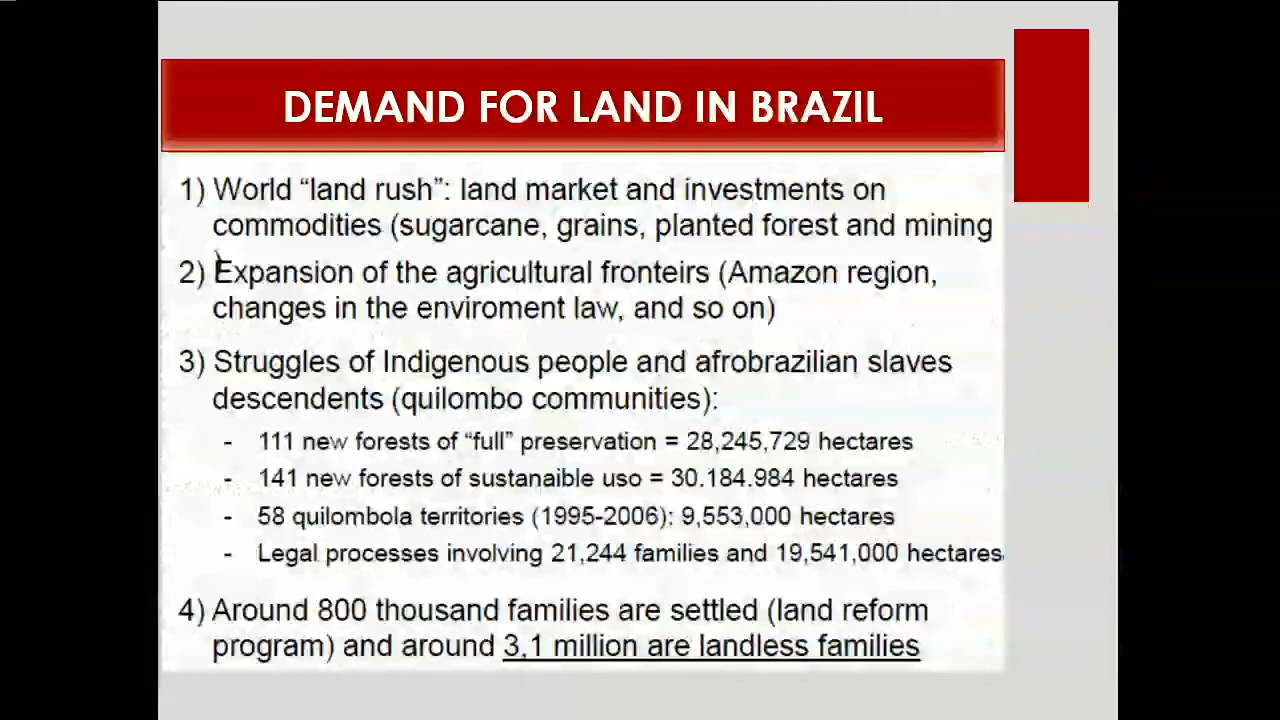 DEMAND FOR LAND IN BRAZIL
1) World “land rush”: land market and investments on
commodities (sugarcane, grains, planted forest and mining
)
2) Expansion of the agricultural fronteirs (Amazon region,
changes in the enviroment law, and so on)
3) Struggles of Indigenous people and afrobrazilian slaves
descendents (quilombo communities):
- 111 new forests of “full” preservation = 28,245,729 hectares
- 141 new forests of sustanaible uso = 30.184.984 hectares
- 58 quilombola territories (1995-2006): 9,553,000 hectares
- Legal processes involving 21,244 families and 19,541,000 hectares
4) Around 800 thousand families are settled (land reform
program) and around 3,1 million are landless families